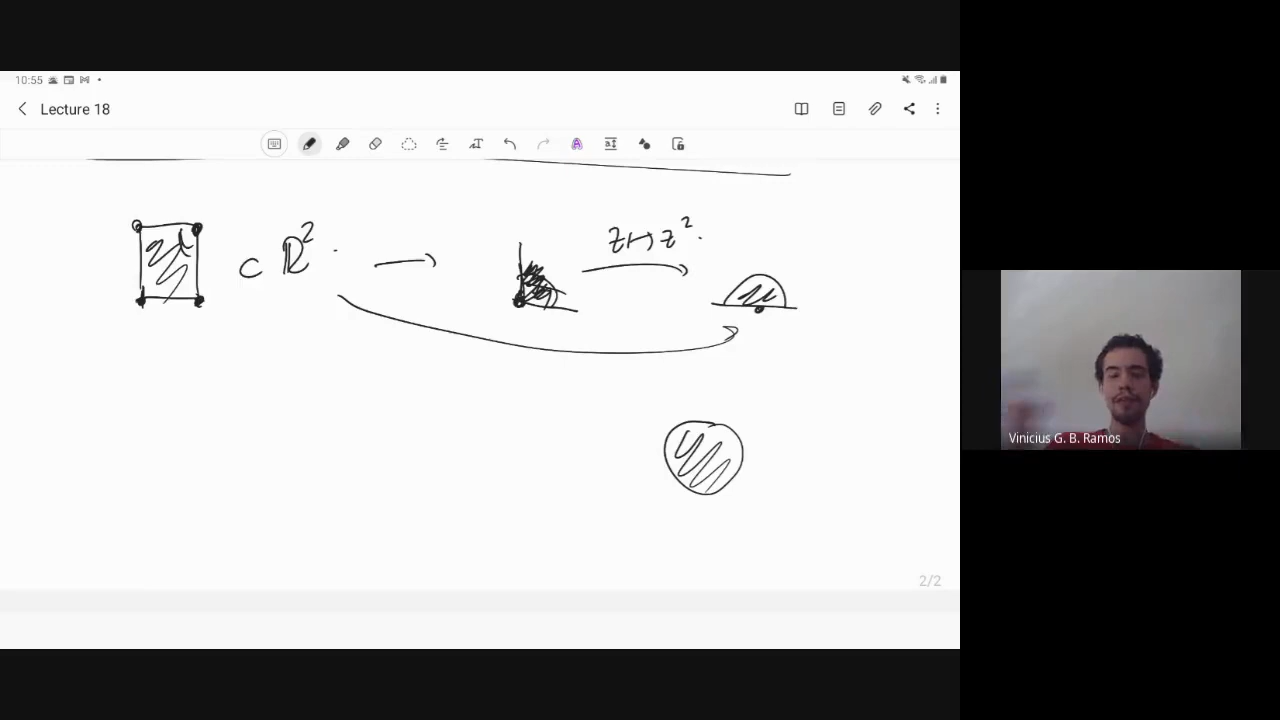 10:55
Lecture 18
⊂ ℝ² . → z ↦ z².
Vinicius G. B. Ramos
2/2